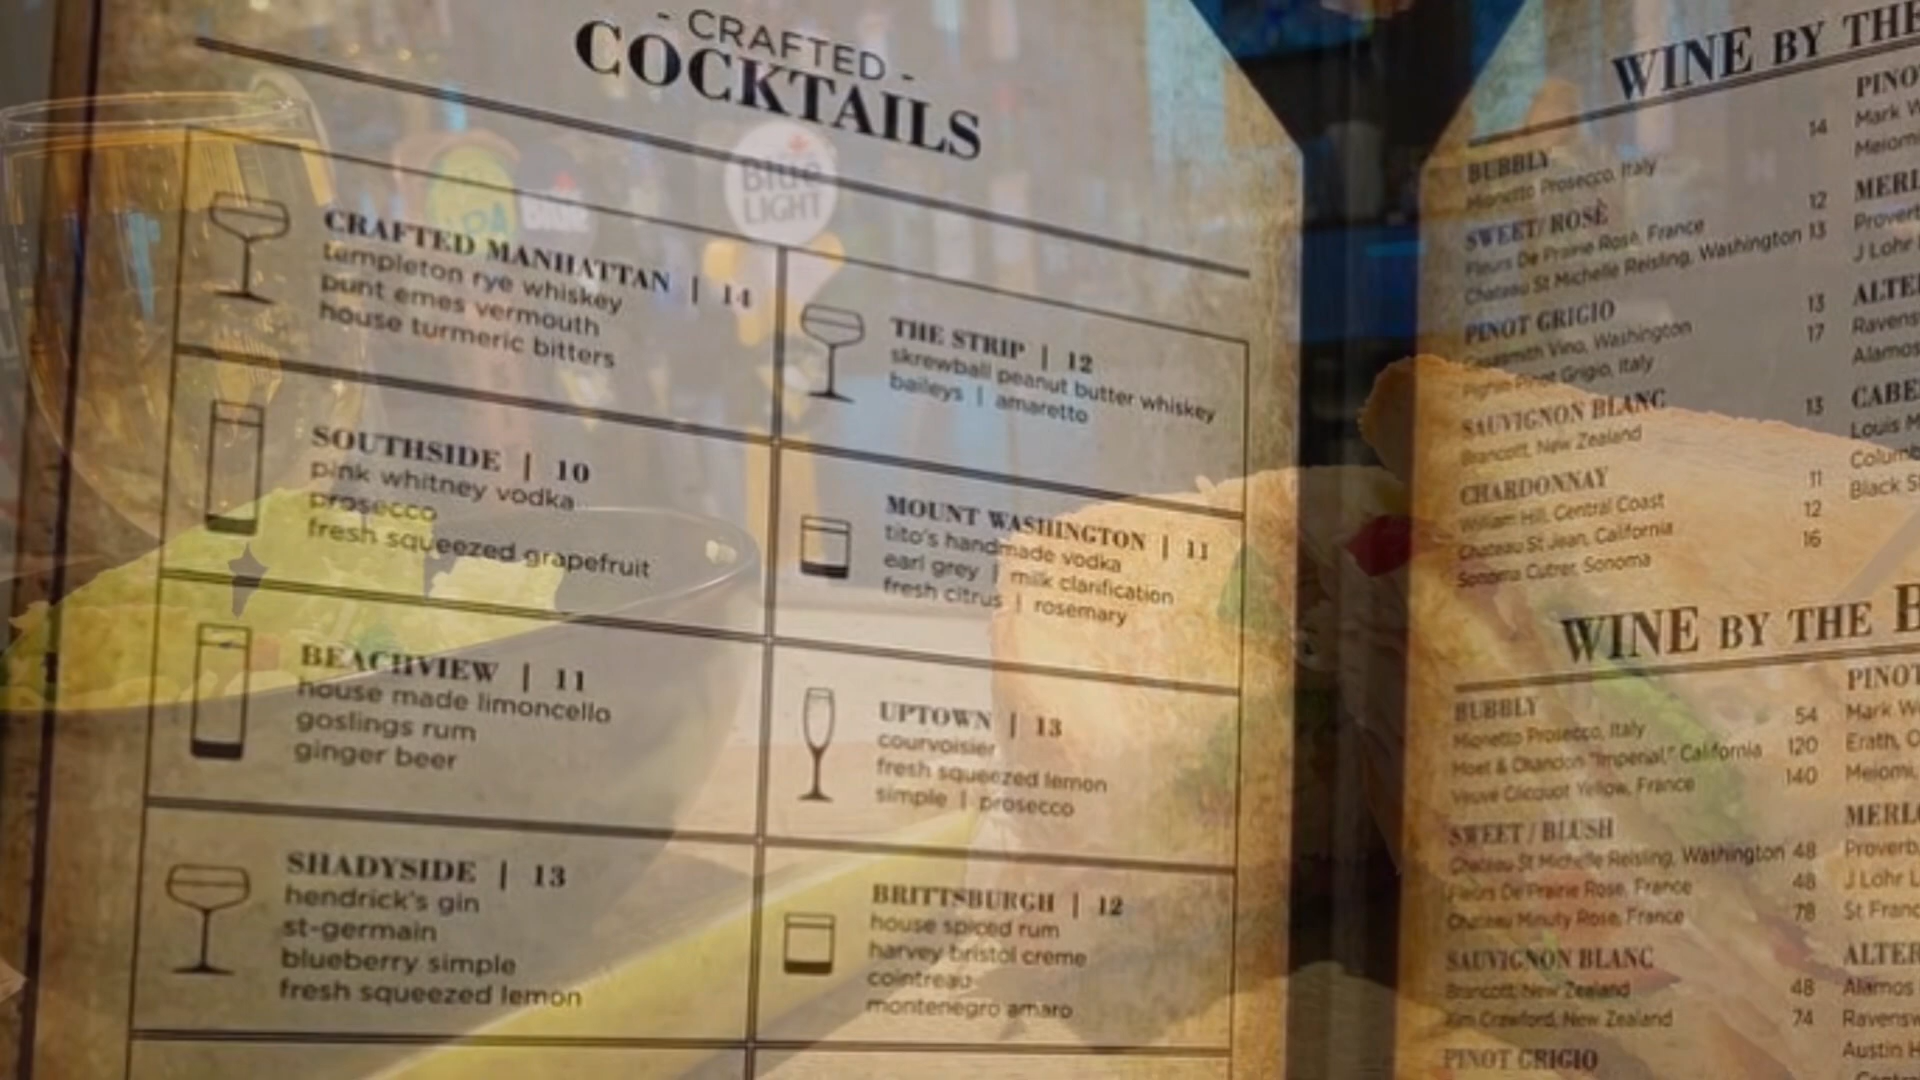 - CRAFTED -
COCKTAILS
Blue
LIGHT
CRAFTED MANHATTAN | 14
templeton rye whiskey
punt emes vermouth
house turmeric bitters
SOUTHSIDE | 10
pink whitney vodka
prosecco
fresh squeezed grapefruit
BEACHVIEW | 11
house made limoncello
goslings rum
ginger beer
SHADYSIDE | 13
hendrick's gin
st-germain
blueberry simple
fresh squeezed lemon
THE STRIP | 12
skrewball peanut butter whiskey
baileys | amaretto
MOUNT WASHINGTON | 11
tito's handmade vodka
earl grey | milk clarification
fresh citrus | rosemary
UPTOWN | 13
courvoisier
fresh squeezed lemon
simple | prosecco
BRITTSBURGH | 12
house spiced rum
harvey bristol creme
cointreau
montenegro amaro
WINE BY THE
BUBBLY
Mionetto Prosecco, Italy 14
SWEET/ ROSÈ
Fleurs De Prairie Rosé, France 12
Chateau St Michelle Reisling, Washington 13
PINOT GRIGIO
Vino, Washington 13
Pinot Grigio, Italy 17
SAUVIGNON BLANC
Brancott, New Zealand 13
CHARDONNAY
William Hill, Central Coast 11
Chateau St Jean, California 12
Sonoma Cutrer, Sonoma 16
PINO
Mark W
Meiom
MERL
Proverb
J Lohr
ALTE
Ravens
Alamos
CABE
Louis M
Columb
Black S
WINE BY THE B
BUBBLY
Mionetto Prosecco, Italy 54
Moet & Chandon "Imperial," California 120
Veuve Clicquot Yellow, France 140
SWEET / BLUSH
Chateau St Michelle Reisling, Washington 48
Fleurs De Prairie Rose, France 48
Chateau Minuty Rose, France 78
SAUVIGNON BLANC
Brancott, New Zealand 48
Kim Crawford, New Zealand 74
PINOT GRIGIO
PINOT
Mark W
Erath, O
Meiomi,
MERLO
Proverb,
J Lohr L
St Franc
ALTER
Alamos
Ravensw
Austin H